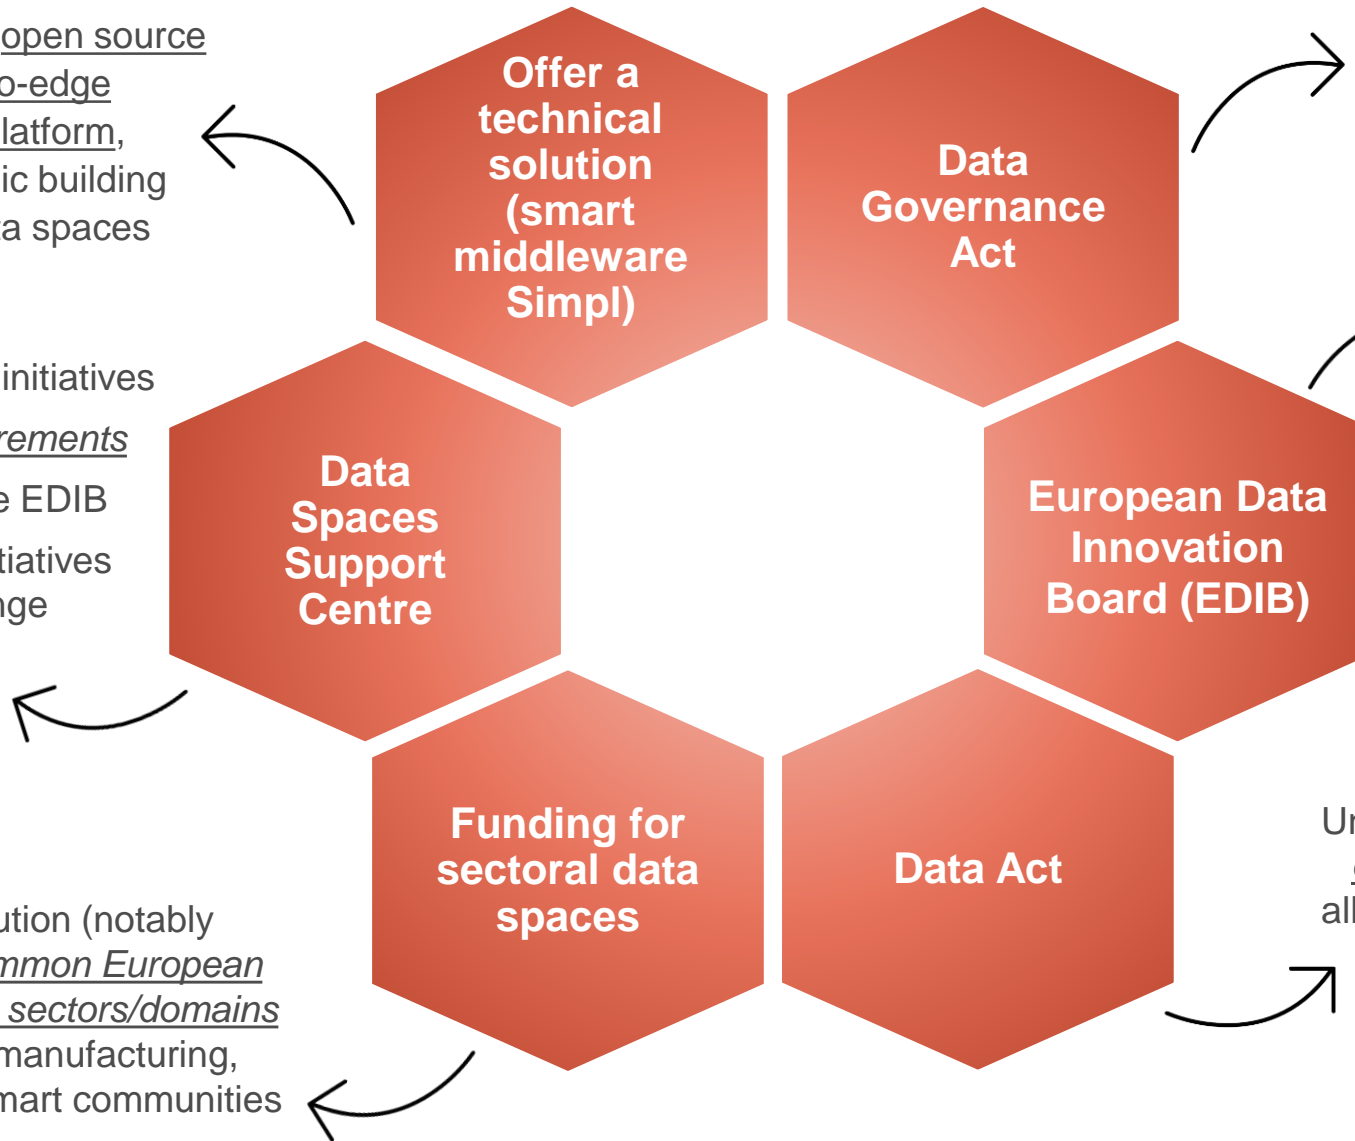 open source
o-edge
latform,
ic building
ta spaces
Offer a
technical
solution
(smart
middleware
Simpl)
Data
Governance
Act
initiatives
rements
e EDIB
tiatives
nge
Data
Spaces
Support
Centre
European Data
Innovation
Board (EDIB)
Funding for
sectoral data
spaces
Data Act
ution (notably
mmon European
sectors/domains
manufacturing,
mart communities
all